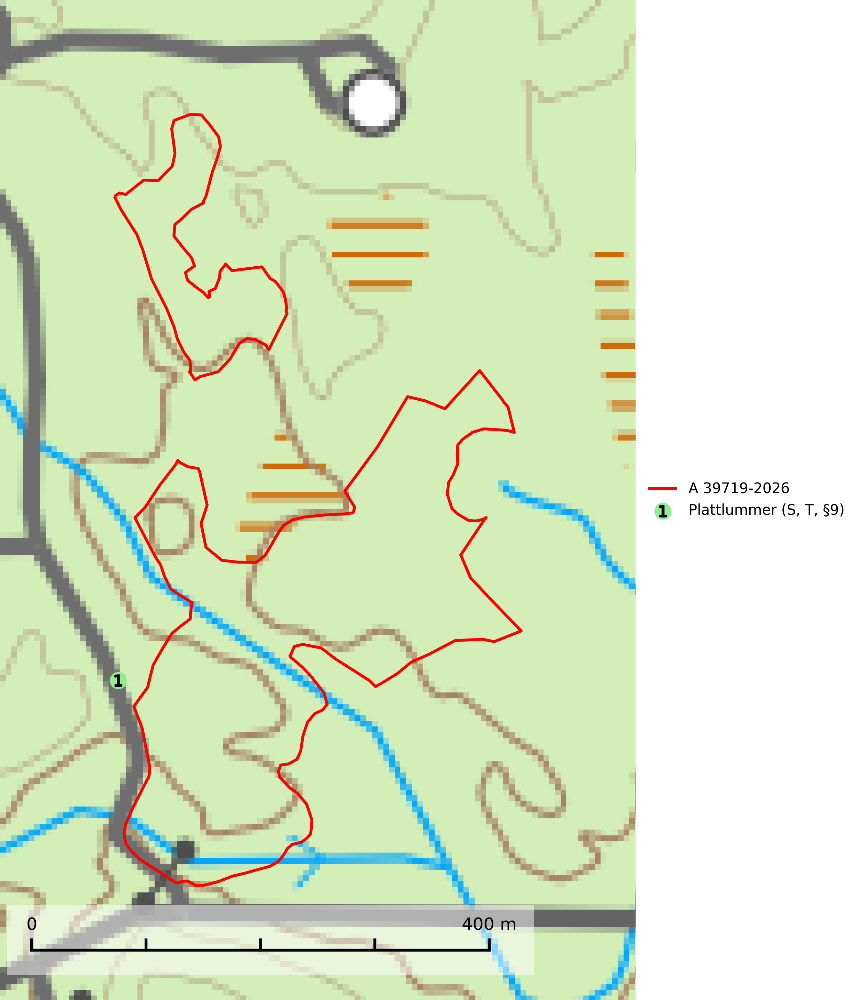 A 39719-2026
1 Plattlummer (S, T, §9)
1
0 400 m